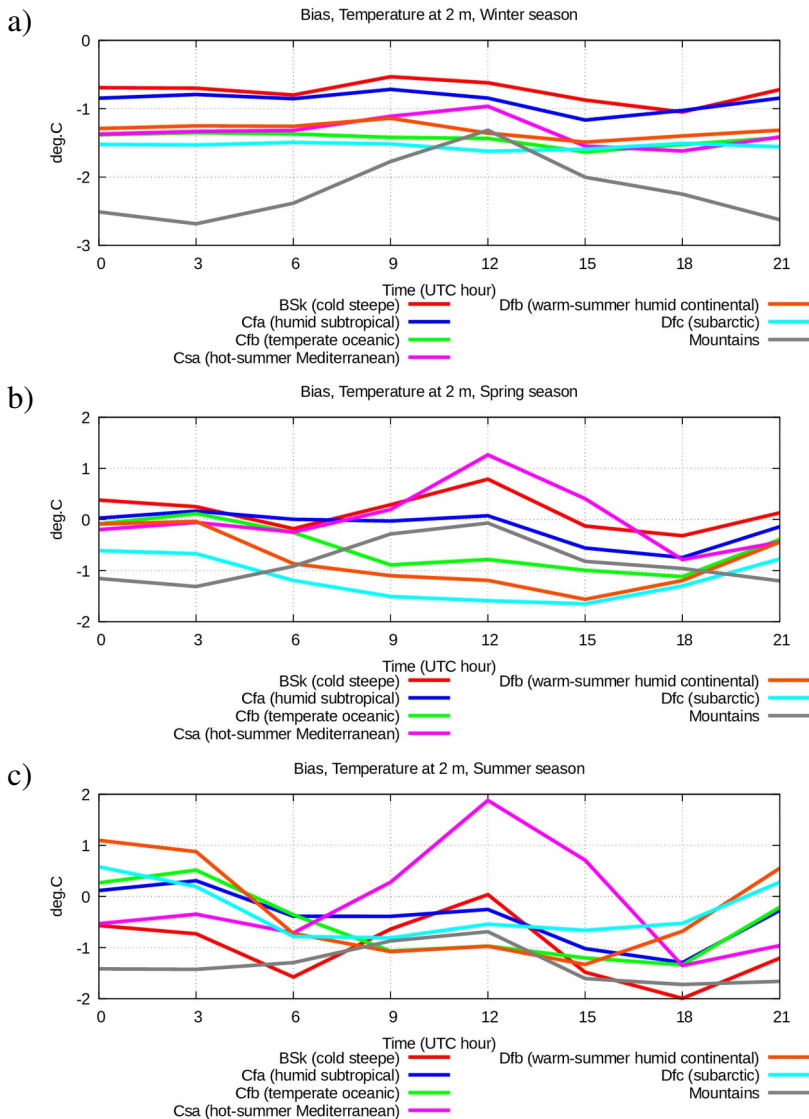 a)
Bias, Temperature at 2 m, Winter season
0
-1
-2
-3
deg.C
0 3 6 9 12 15 18 21
Time (UTC hour)
BSk (cold steepe)
Cfa (humid subtropical)
Cfb (temperate oceanic)
Csa (hot-summer Mediterranean)
Dfb (warm-summer humid continental)
Dfc (subarctic)
Mountains
b)
Bias, Temperature at 2 m, Spring season
2
1
0
-1
-2
deg.C
0 3 6 9 12 15 18 21
Time (UTC hour)
BSk (cold steepe)
Cfa (humid subtropical)
Cfb (temperate oceanic)
Csa (hot-summer Mediterranean)
Dfb (warm-summer humid continental)
Dfc (subarctic)
Mountains
c)
Bias, Temperature at 2 m, Summer season
2
1
0
-1
-2
deg.C
0 3 6 9 12 15 18 21
Time (UTC hour)
BSk (cold steepe)
Cfa (humid subtropical)
Cfb (temperate oceanic)
Csa (hot-summer Mediterranean)
Dfb (warm-summer humid continental)
Dfc (subarctic)
Mountains